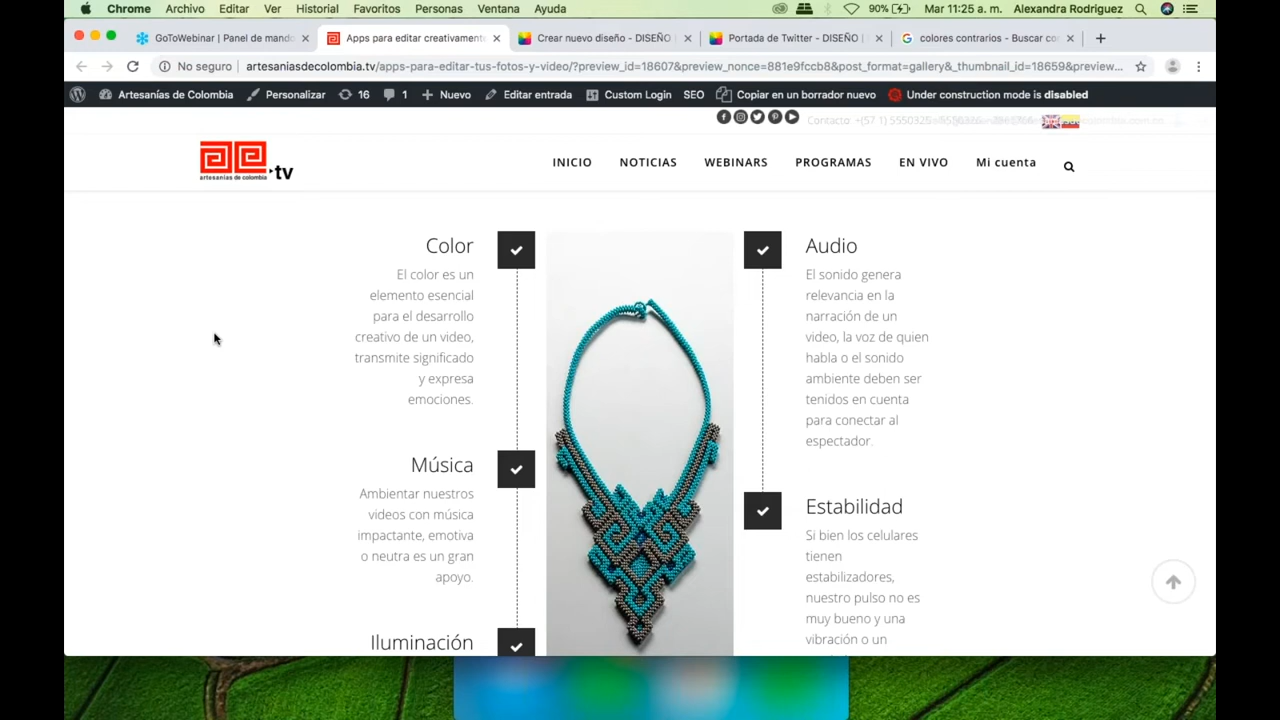 Chrome Archivo Editar Ver Historial Favoritos Personas Ventana Ayuda 90% Mar 11:25 a. m. Alexandra Rodriguez
GoToWebinar | Panel de mando
Apps para editar creativament
Crear nuevo diseño - DISEÑO
Portada de Twitter - DISEÑO |
colores contrarios - Buscar co
No seguro artesaniasdecolombia.tv/apps-para-editar-tus-fotos-y-video/?preview_id=18607&preview_nonce=881e9fccb8&post_format=gallery&_thumbnail_id=18659&preview...
Artesanías de Colombia Personalizar 16 1 Nuevo Editar entrada Custom Login SEO Copiar en un borrador nuevo Under construction mode is disabled
Contacto: +(57 1) 5550325
artesanías de colombia tv
INICIO NOTICIAS WEBINARS PROGRAMAS EN VIVO Mi cuenta
Color
El color es un
elemento esencial
para el desarrollo
creativo de un video,
transmite significado
y expresa
emociones.
Música
Ambientar nuestros
videos con música
impactante, emotiva
o neutra es un gran
apoyo.
Iluminación
Audio
El sonido genera
relevancia en la
narración de un
video, la voz de quien
habla o el sonido
ambiente deben ser
tenidos en cuenta
para conectar al
espectador.
Estabilidad
Si bien los celulares
tienen
estabilizadores,
nuestro pulso no es
muy bueno y una
vibración o un